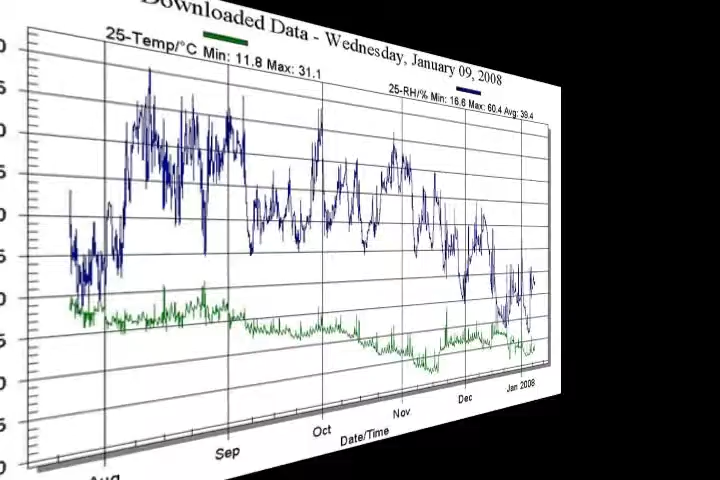 Downloaded Data - Wednesday, January 09, 2008
25-Temp/°C Min: 11.8 Max: 31.1
25-RH/% Min: 16.6 Max: 60.4 Avg: 39.4
Sep
Oct
Nov
Dec
Jan 2008
Date/Time